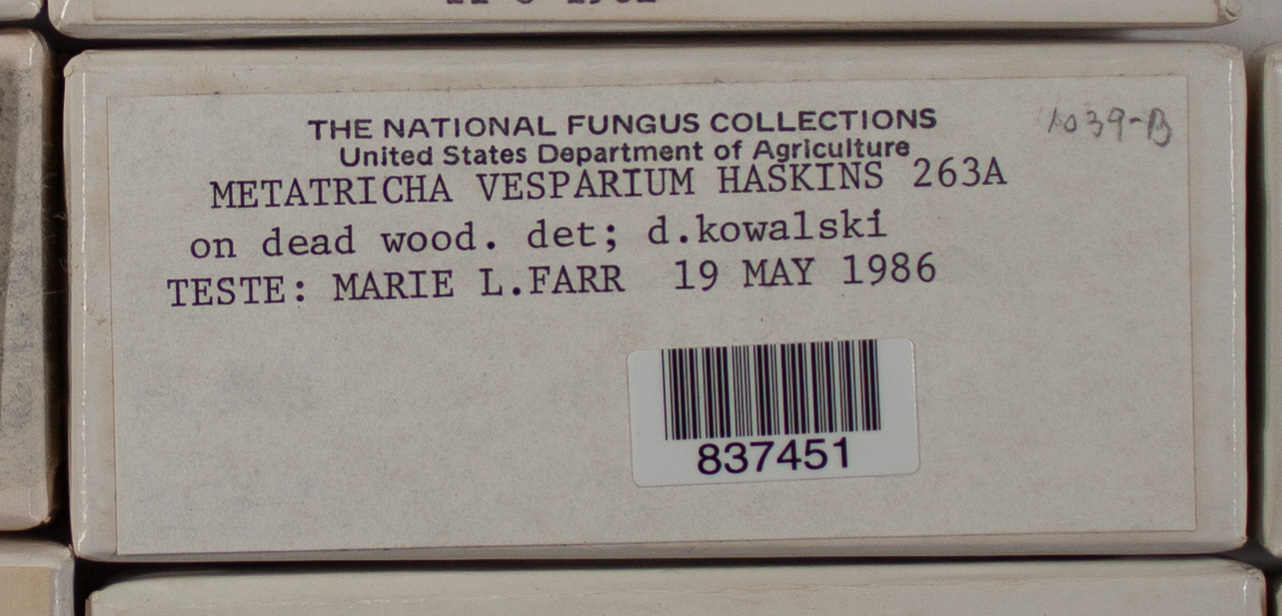 THE NATIONAL FUNGUS COLLECTIONS
1039-B
United States Department of Agriculture
METATRICHA VESPARIUM HASKINS 263A
on dead wood. det; d.kowalski
TESTE: MARIE L.FARR 19 MAY 1986
837451